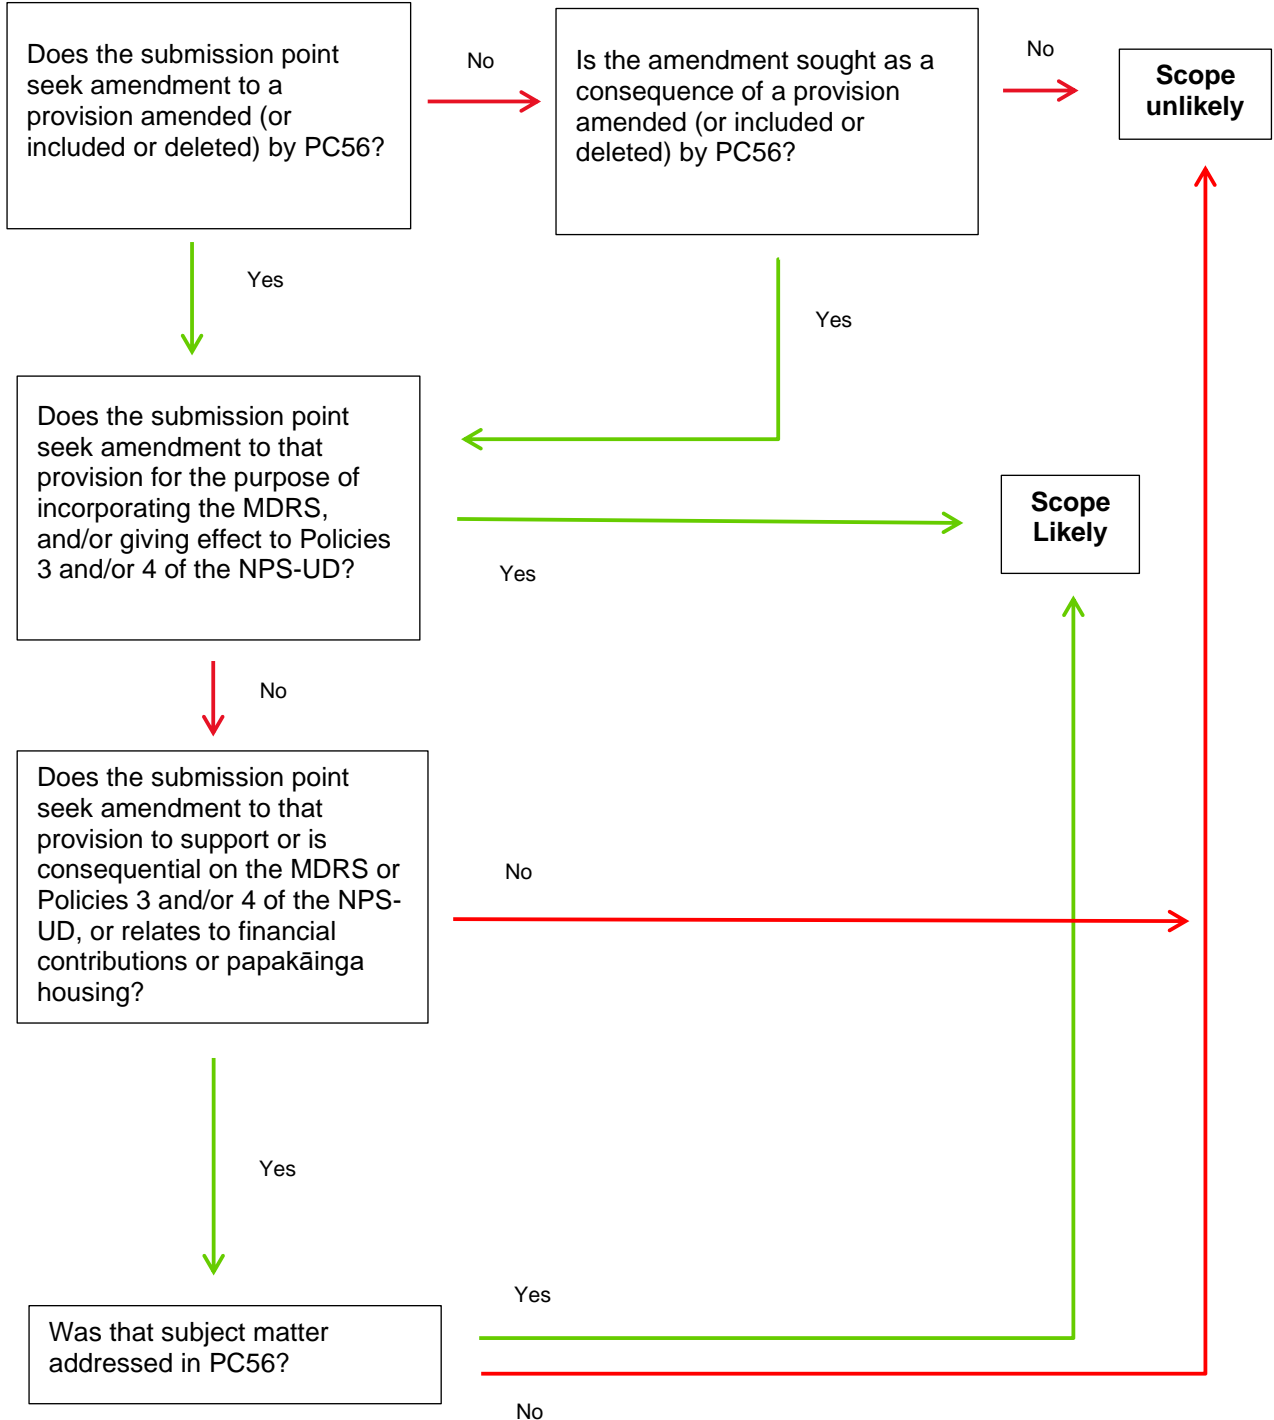 Does the submission point
seek amendment to a
provision amended (or
included or deleted) by PC56?
No
Is the amendment sought as a
consequence of a provision
amended (or included or
deleted) by PC56?
No
Scope
unlikely
Yes
Yes
Does the submission point
seek amendment to that
provision for the purpose of
incorporating the MDRS,
and/or giving effect to Policies
3 and/or 4 of the NPS-UD?
Yes
Scope
Likely
No
Does the submission point
seek amendment to that
provision to support or is
consequential on the MDRS or
Policies 3 and/or 4 of the NPS-
UD, or relates to financial
contributions or papakāinga
housing?
No
Yes
Was that subject matter
addressed in PC56?
Yes
No